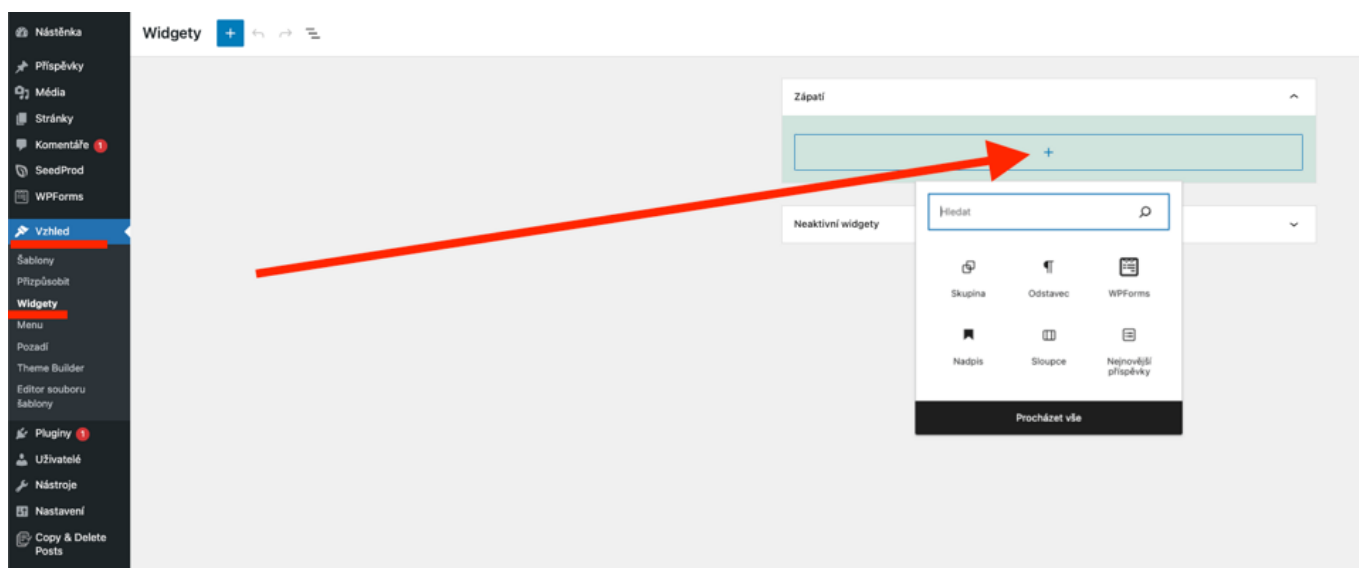 Nástěnka
Příspěvky
Média
Stránky
Komentáře 1
SeedProd
WPForms
Vzhled
Šablony
Přizpůsobit
Widgety
Menu
Pozadí
Theme Builder
Editor souboru
šablony
Pluginy 1
Uživatelé
Nástroje
Nastavení
Copy & Delete
Posts
Widgety
Zápatí
Neaktivní widgety
Hledat
Skupina
Odstavec
WPForms
Nadpis
Sloupce
Nejnovější
příspěvky
Procházet vše